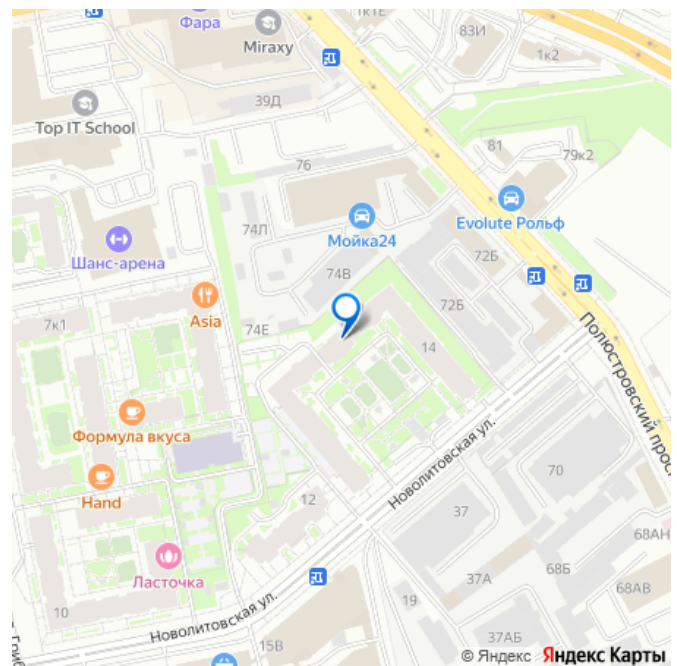 Фара
1к1Е
83И
Miraxy
1к2
39Д
Top IT School
81
79к2
76
74Л
Evolute Рольф
Мойка24
Шанс-арена
72Б
74В
Asia
72Б
7к1
74Е
14
Полюстровский прос
Формула вкуса
Новолитовская ул.
70
Hand
12
37
68АН
Ласточка
68Б
37А
68АВ
19
10
Новолитовская ул.
37АБ
15В
© Яндекс Яндекс Карты